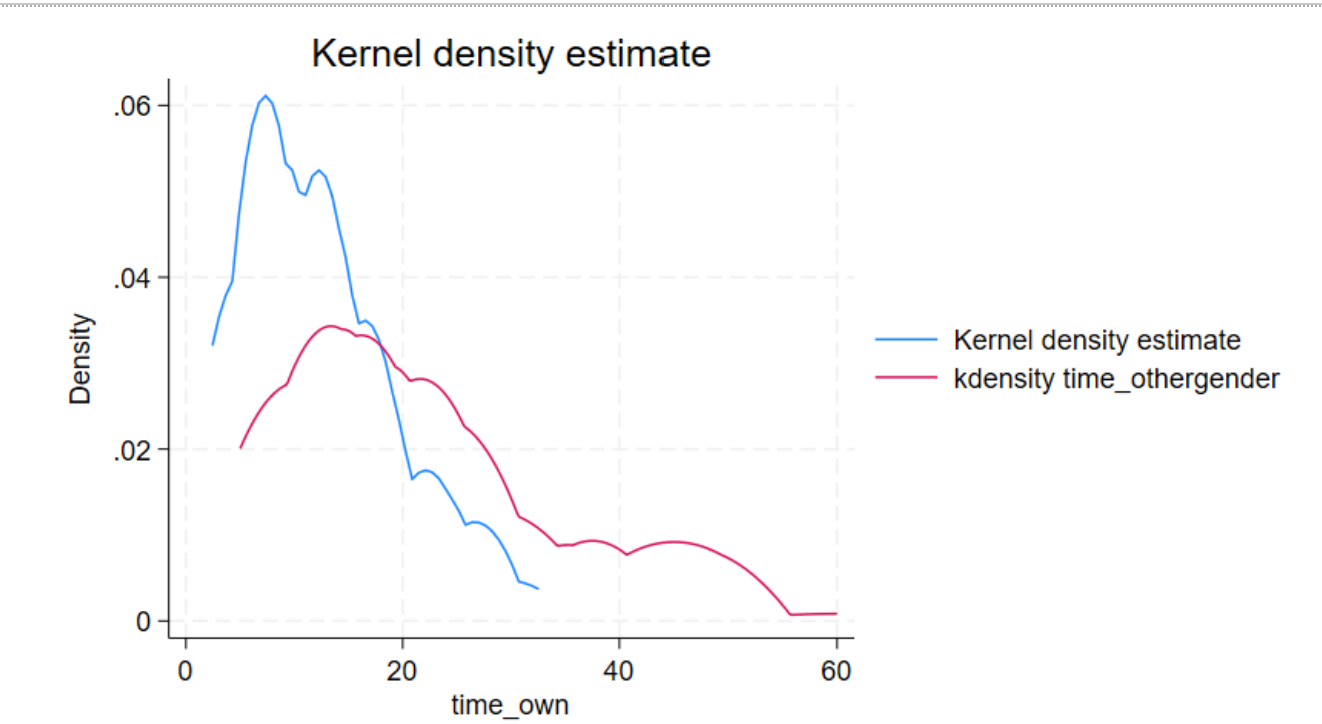 Kernel density estimate
.06
.04
.02
0
Density
0 20 40 60
time_own
Kernel density estimate
kdensity time_othergender